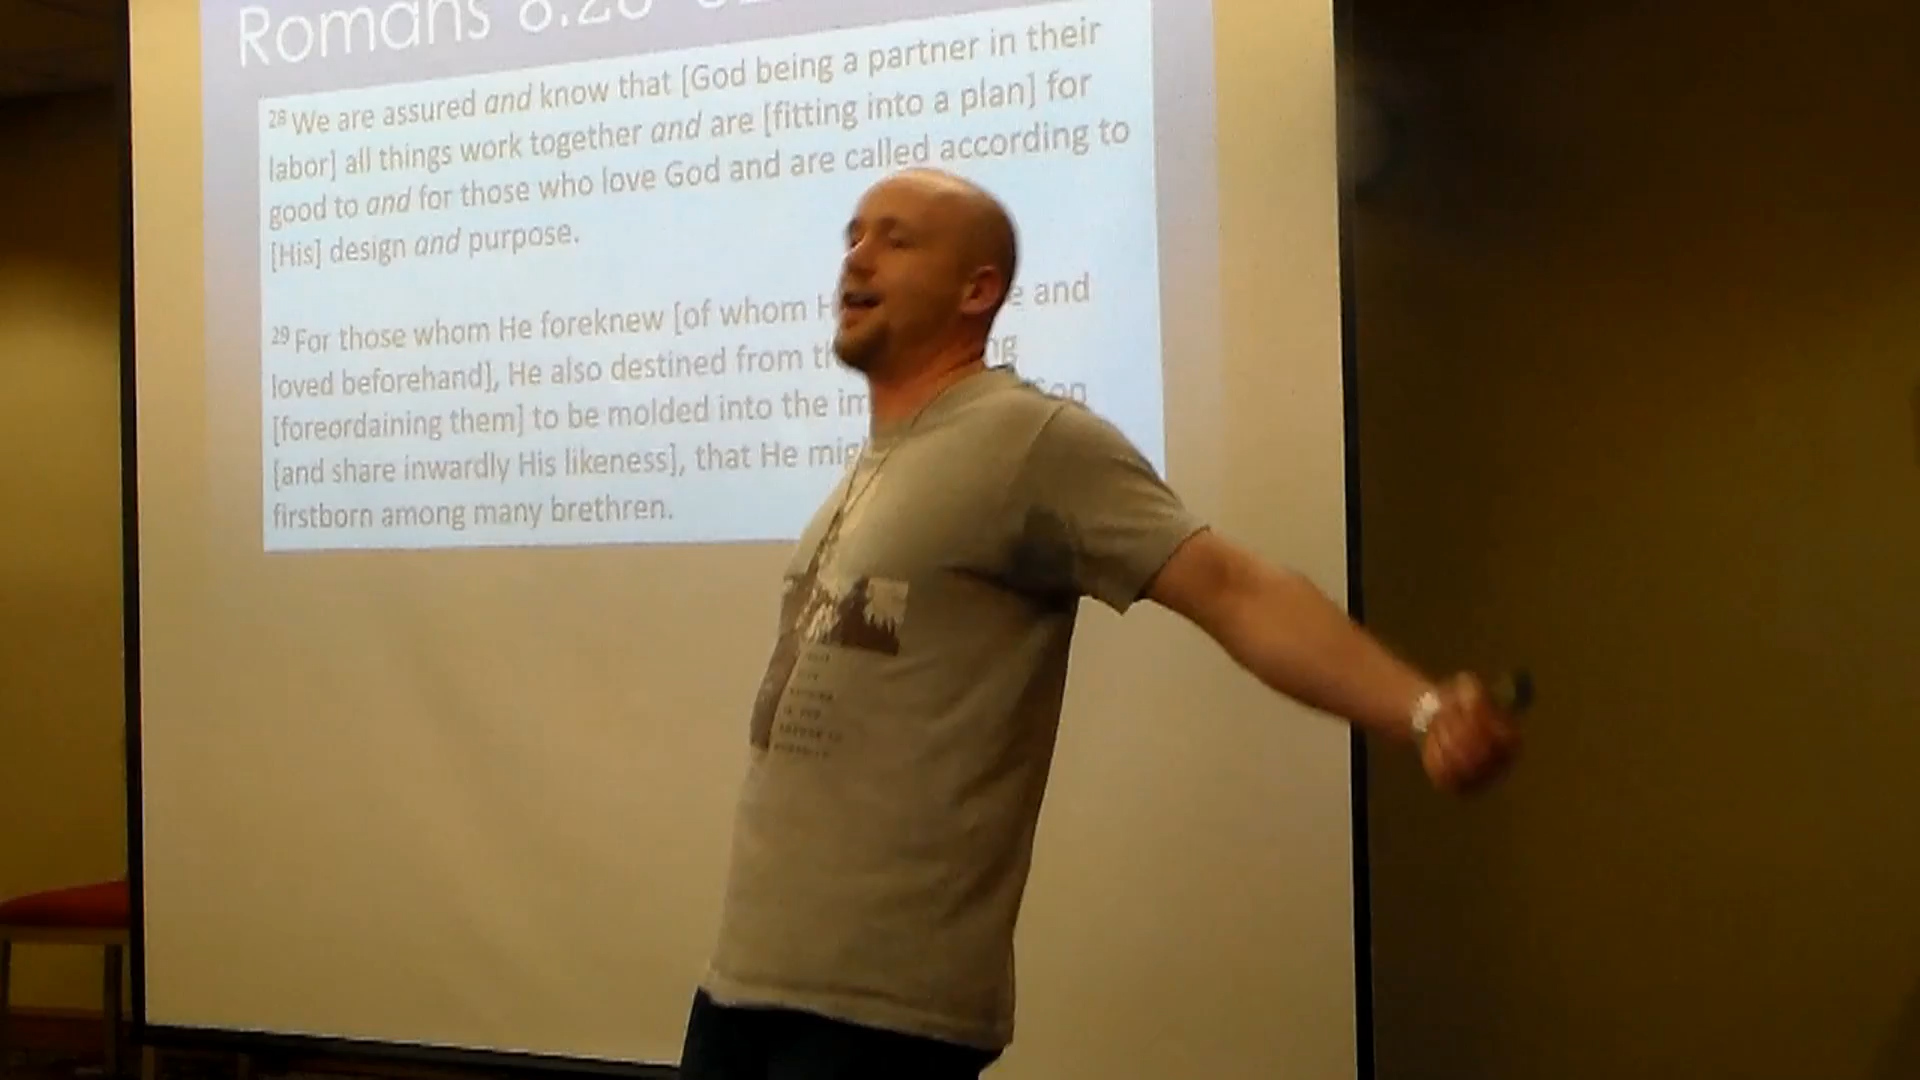 Romans 8:28
28 We are assured and know that [God being a partner in their
labor] all things work together and are [fitting into a plan] for
good to and for those who love God and are called according to
[His] design and purpose.
29 For those whom He foreknew [of whom and
loved beforehand], He also destined from
[foreordaining them] to be molded into the
[and share inwardly His likeness], that He
firstborn among many brethren.